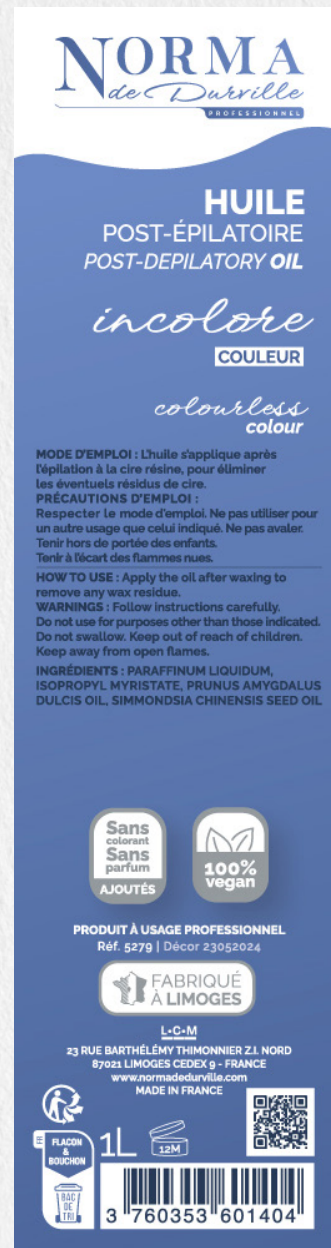 NORMA
de Durville
PROFESSIONNEL
HUILE
POST-ÉPILATOIRE
POST-DEPILATORY OIL
incolore
COULEUR
colourless
colour
MODE D'EMPLOI : L'huile s'applique après
l'épilation à la cire résine, pour éliminer
les éventuels résidus de cire.
PRÉCAUTIONS D'EMPLOI :
Respecter le mode d'emploi. Ne pas utiliser pour
un autre usage que celui indiqué. Ne pas avaler.
Tenir hors de portée des enfants.
Tenir à l'écart des flammes nues.
HOW TO USE : Apply the oil after waxing to
remove any wax residue.
WARNINGS : Follow instructions carefully.
Do not use for purposes other than those indicated.
Do not swallow. Keep out of reach of children.
Keep away from open flames.
INGRÉDIENTS : PARAFFINUM LIQUIDUM,
ISOPROPYL MYRISTATE, PRUNUS AMYGDALUS
DULCIS OIL, SIMMONDSIA CHINENSIS SEED OIL
Sans
colorant
Sans
parfum
AJOUTÉS
100%
vegan
PRODUIT À USAGE PROFESSIONNEL
Réf. 5279 | Décor 23052024
FABRIQUÉ
À LIMOGES
L•C•M
23 RUE BARTHÉLÉMY THIMONNIER Z.I. NORD
87021 LIMOGES CEDEX 9 - FRANCE
www.normadedurville.com
MADE IN FRANCE
FR
FLACON
&
BOUCHON
BAC
DE
TRI
1L
12M
3 760353 601404